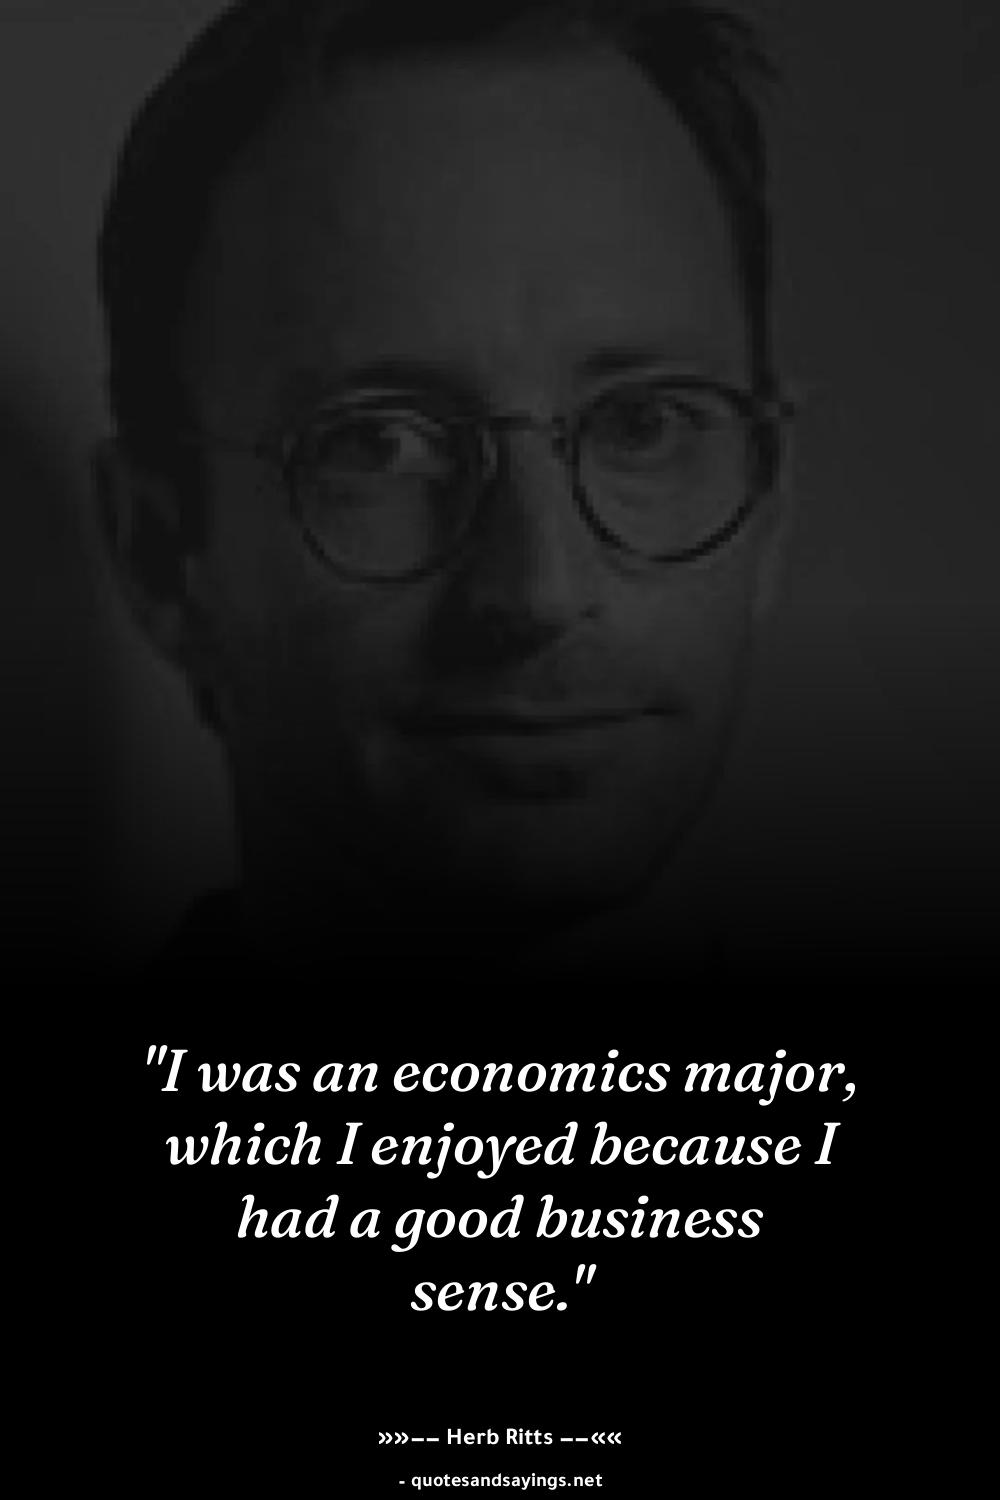 "I was an economics major,
which I enjoyed because I
had a good business
sense."
»»−− Herb Ritts −−««
- quotesandsayings.net